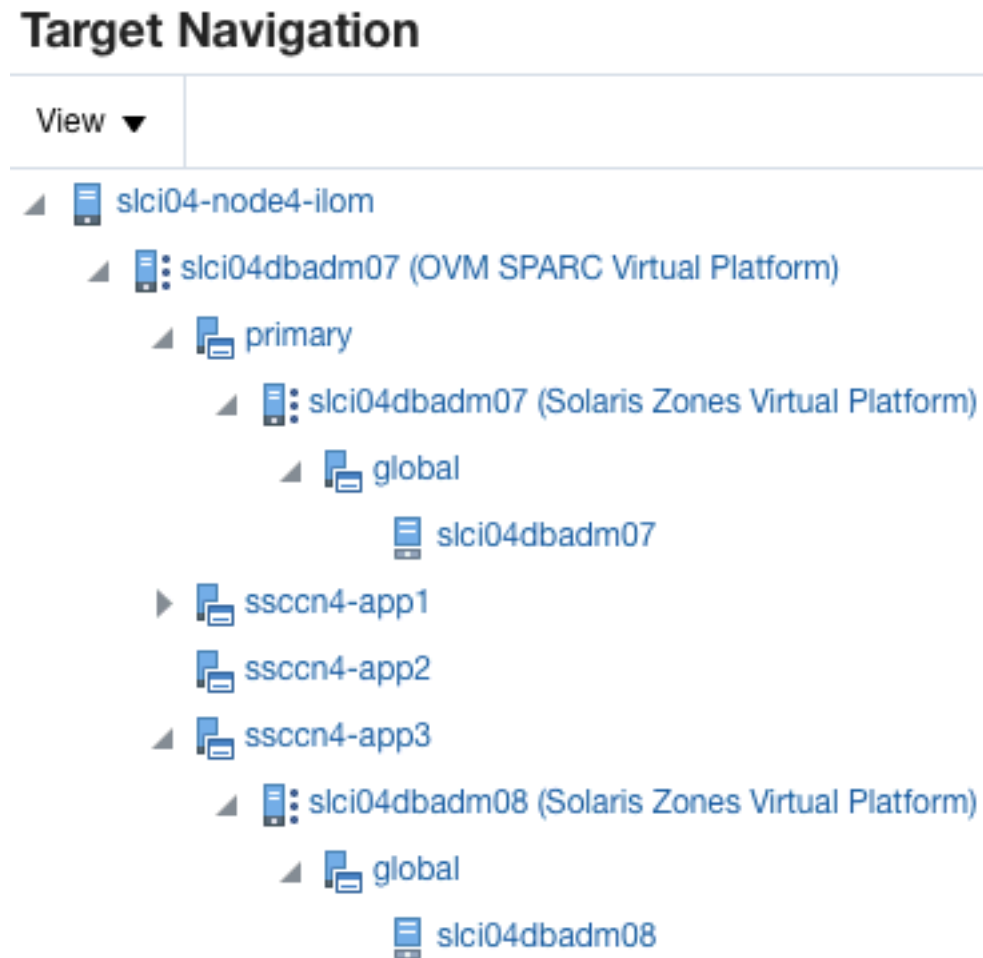 Target Navigation
View
slci04-node4-ilom
slci04dbadm07 (OVM SPARC Virtual Platform)
primary
slci04dbadm07 (Solaris Zones Virtual Platform)
global
slci04dbadm07
ssccn4-app1
ssccn4-app2
ssccn4-app3
slci04dbadm08 (Solaris Zones Virtual Platform)
global
slci04dbadm08